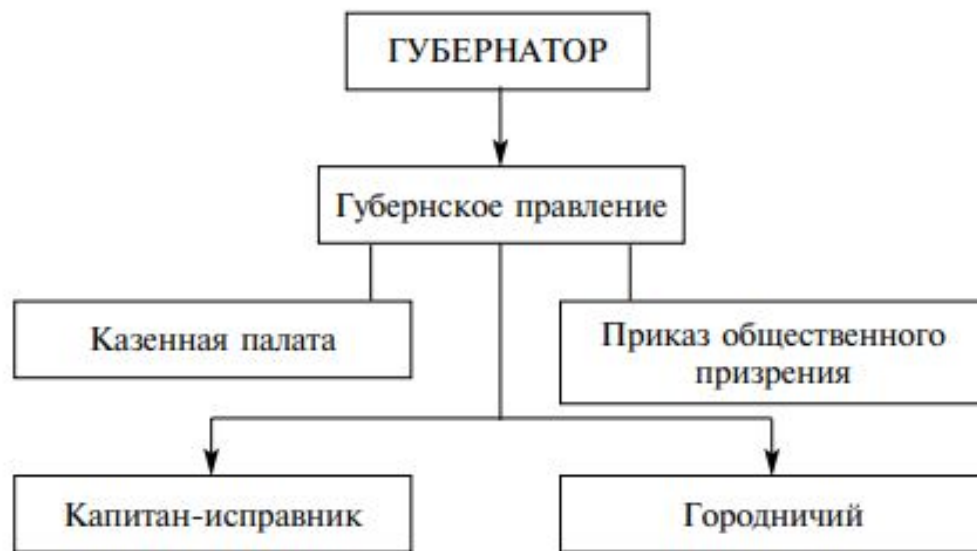 ГУБЕРНАТОР
Губернское правление
Казенная палата
Приказ общественного
призрения
Капитан-исправник
Городничий